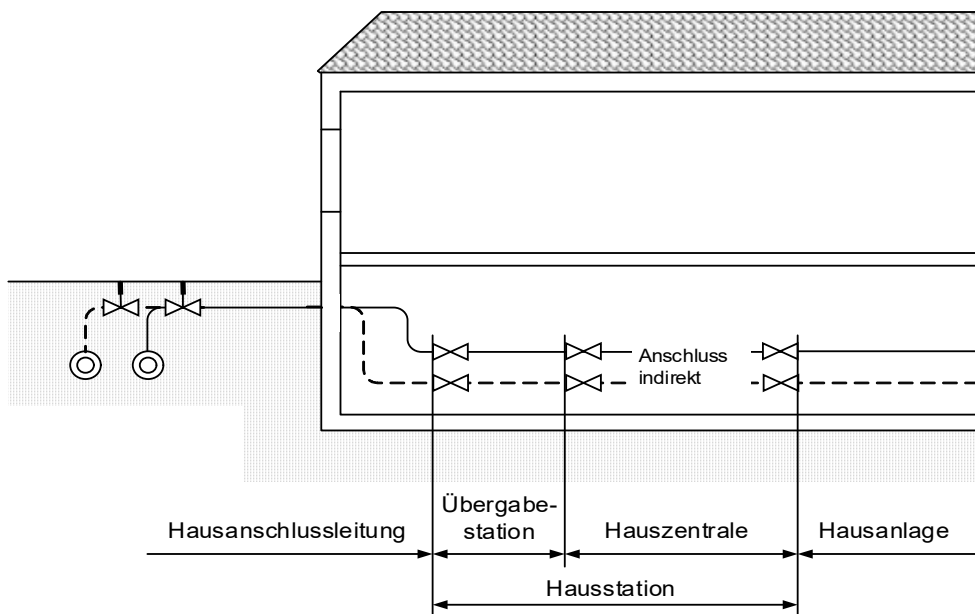 Anschluss
indirekt
Übergabe-
station
Hausanschlussleitung
Hauszentrale
Hausanlage
Hausstation